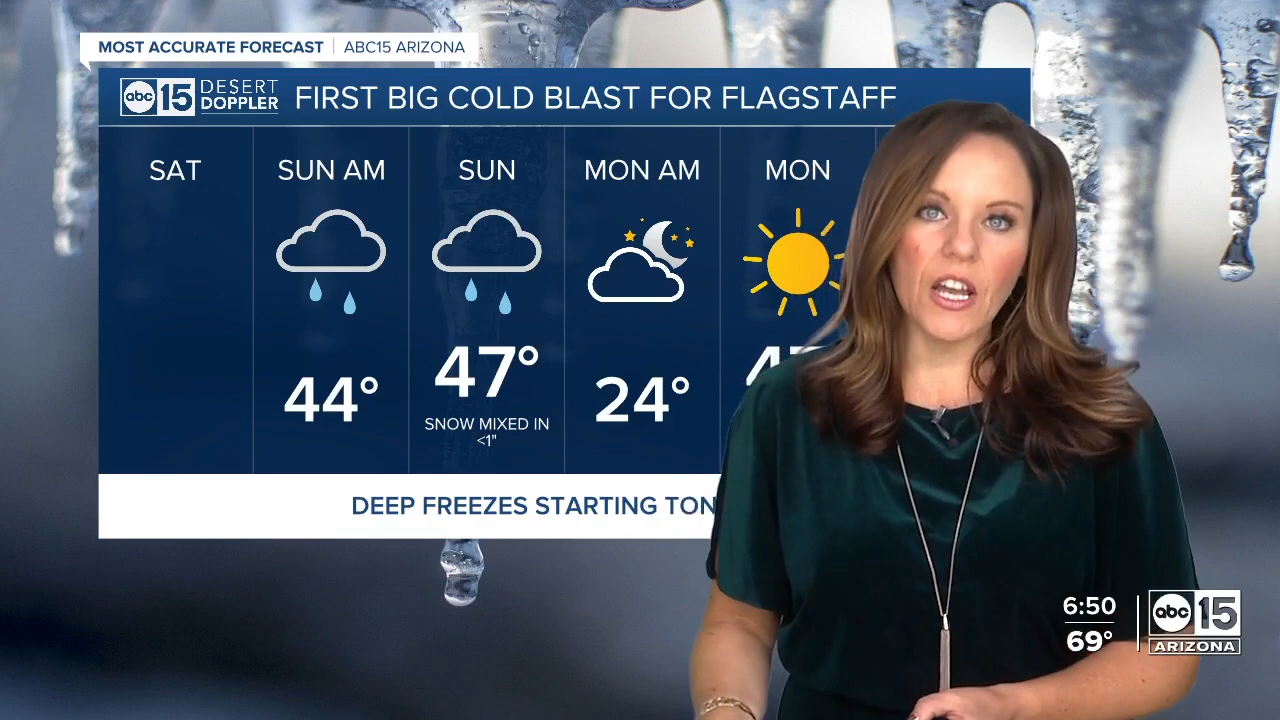 MOST ACCURATE FORECAST | ABC15 ARIZONA
abc 15 DESERT DOPPLER
FIRST BIG COLD BLAST FOR FLAGSTAFF
SAT
SUN AM
SUN
MON AM
MON
44°
47°
24°
SNOW MIXED IN
<1"
DEEP FREEZES STARTING
6:50
69°
abc 15
ARIZONA